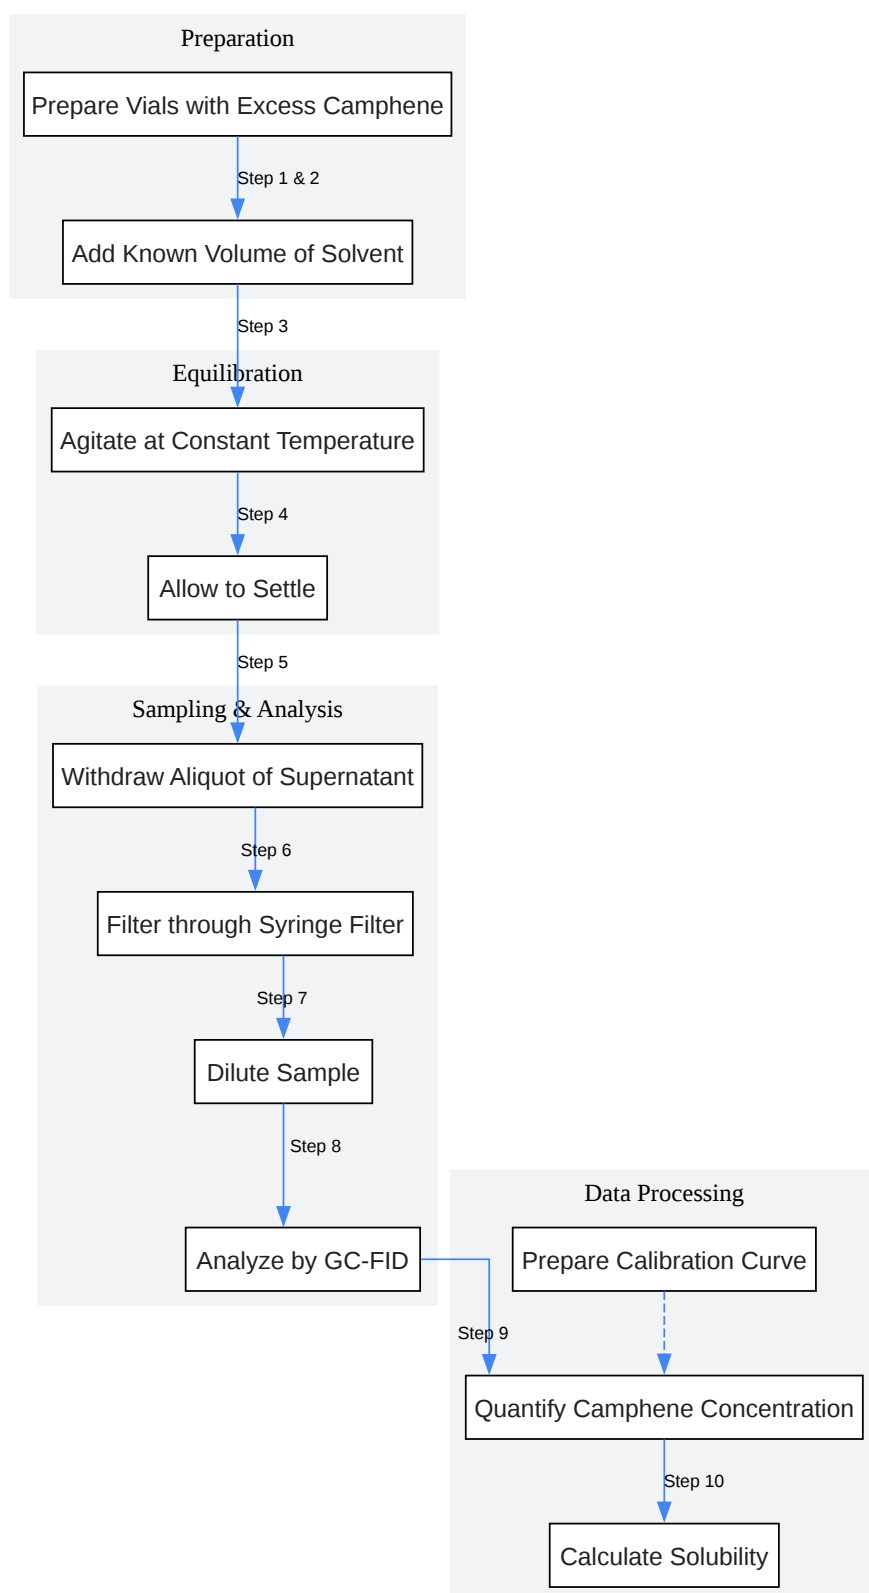 Preparation
Prepare Vials with Excess Camphene
Step 1 & 2
Add Known Volume of Solvent
Step 3
Equilibration
Agitate at Constant Temperature
Step 4
Allow to Settle
Step 5
Sampling & Analysis
Withdraw Aliquot of Supernatant
Step 6
Filter through Syringe Filter
Step 7
Dilute Sample
Step 8
Analyze by GC-FID
Data Processing
Prepare Calibration Curve
Step 9
Quantify Camphene Concentration
Step 10
Calculate Solubility